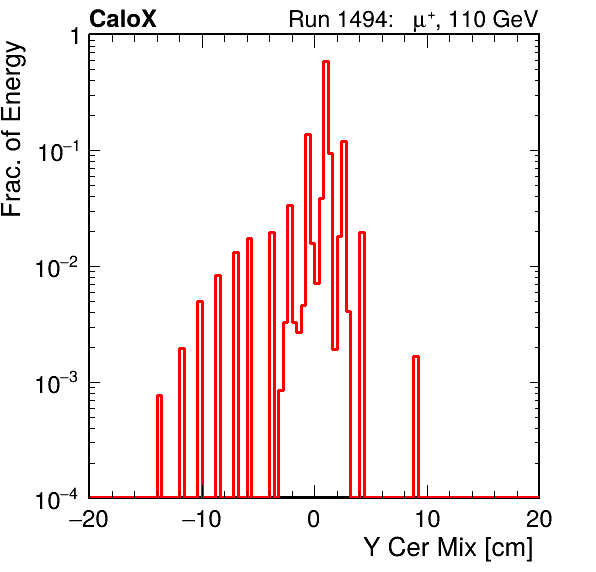 CaloX Run 1494: μ⁺, 110 GeV
Frac. of Energy
1
10⁻¹
10⁻²
10⁻³
10⁻⁴
−20 −10 0 10 20
Y Cer Mix [cm]